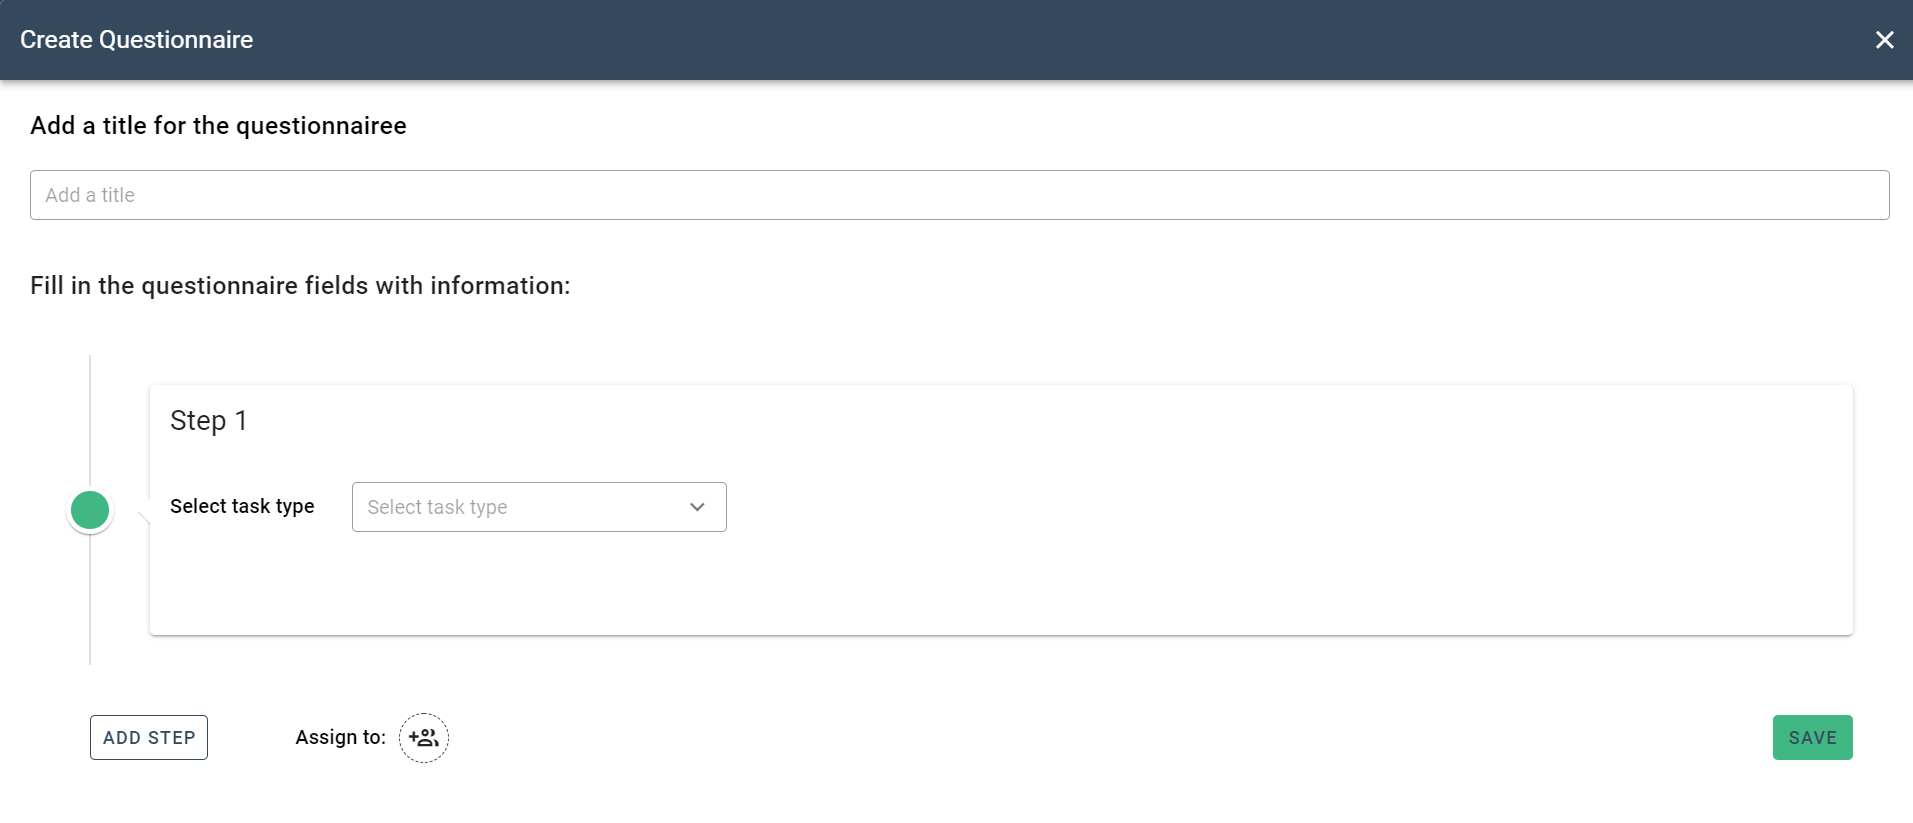 Create Questionnaire
Add a title for the questionnairee
Add a title
Fill in the questionnaire fields with information:
Step 1
Select task type
Select task type
ADD STEP
Assign to:
SAVE